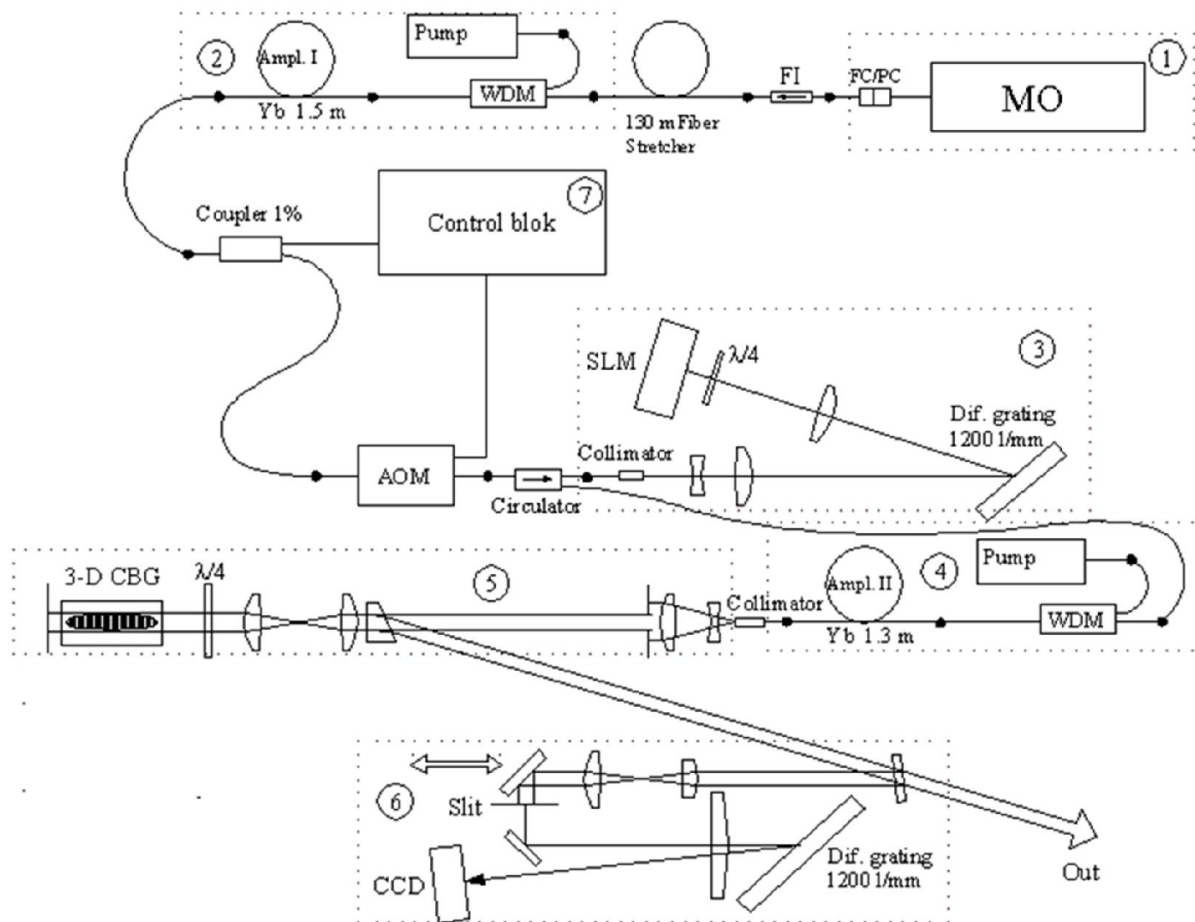 2
Ampl. I
Yb 1.5 m
Pump
WDM
130 m Fiber
Stretcher
FI
FC/PC
MO
1
Coupler 1%
Control blok
7
AOM
Circulator
SLM
λ/4
3
Collimator
Dif. grating
1200 l/mm
3-D CBG
λ/4
5
Collimator
Ampl. II
Yb 1.3 m
4
Pump
WDM
6
Slit
CCD
Dif. grating
1200 l/mm
Out